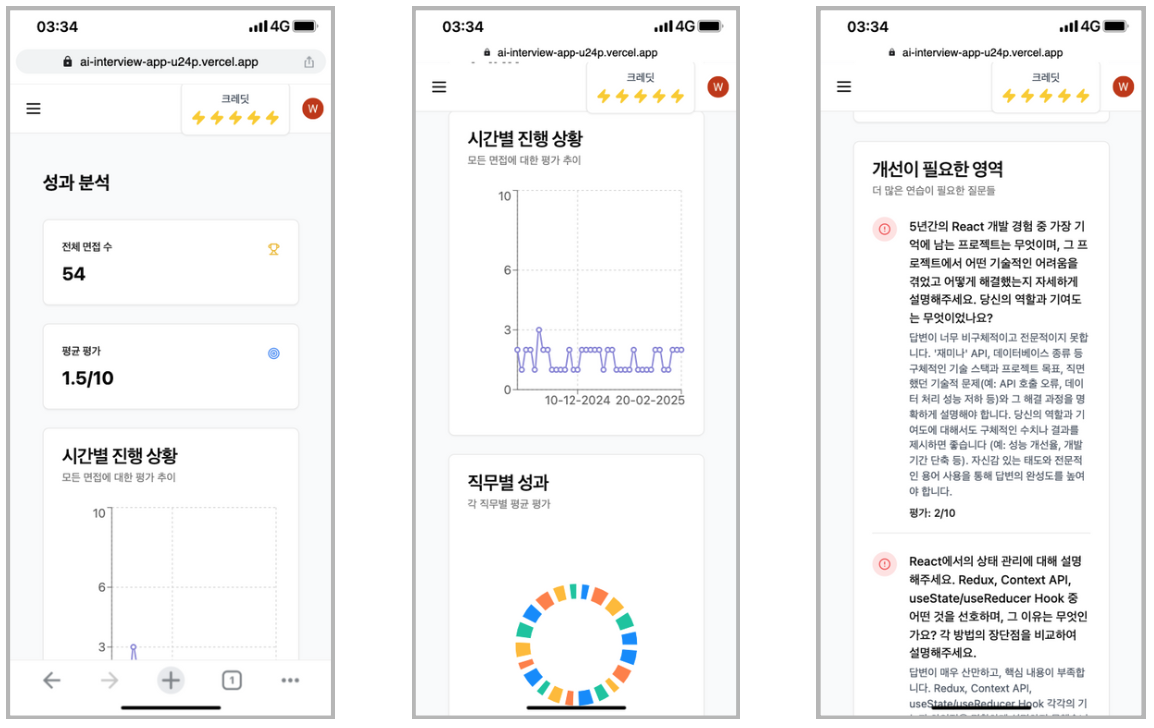 03:34
4G
ai-interview-app-u24p.vercel.app
크레딧
W
성과 분석
전체 면접 수
54
평균 평가
1.5/10
시간별 진행 상황
모든 면접에 대한 평가 추이
10
6
3
1
03:34
4G
ai-interview-app-u24p.vercel.app
크레딧
W
시간별 진행 상황
모든 면접에 대한 평가 추이
10
6
3
0
10-12-2024 20-02-2025
직무별 성과
각 직무별 평균 평가
03:34
4G
ai-interview-app-u24p.vercel.app
크레딧
W
개선이 필요한 영역
더 많은 연습이 필요한 질문들
5년간의 React 개발 경험 중 가장 기
억에 남는 프로젝트는 무엇이며, 그 프
로젝트에서 어떤 기술적인 어려움을
겪었고 어떻게 해결했는지 자세하게
설명해주세요. 당신의 역할과 기여도
는 무엇이었나요?
답변이 너무 비구체적이고 전문적이지 못합
니다. '재미나' API, 데이터베이스 종류 등
구체적인 기술 스택과 프로젝트 목표, 직면
했던 기술적 문제(예: API 호출 오류, 데이
터 처리 성능 저하 등)와 그 해결 과정을 명
확하게 설명해야 합니다. 당신의 역할과 기
여도에 대해서도 구체적인 수치나 결과를
제시하면 좋습니다 (예: 성능 개선율, 개발
기간 단축 등). 자신감 있는 태도와 전문적
인 용어 사용을 통해 답변의 완성도를 높여
야 합니다.
평가: 2/10
React에서의 상태 관리에 대해 설명
해주세요. Redux, Context API,
useState/useReducer Hook 중
어떤 것을 선호하며, 그 이유는 무엇인
가요? 각 방법의 장단점을 비교하여
설명해주세요.
답변이 매우 산만하고, 핵심 내용이 부족합
니다. Redux, Context API,
useState/useReducer Hook 각각의 기